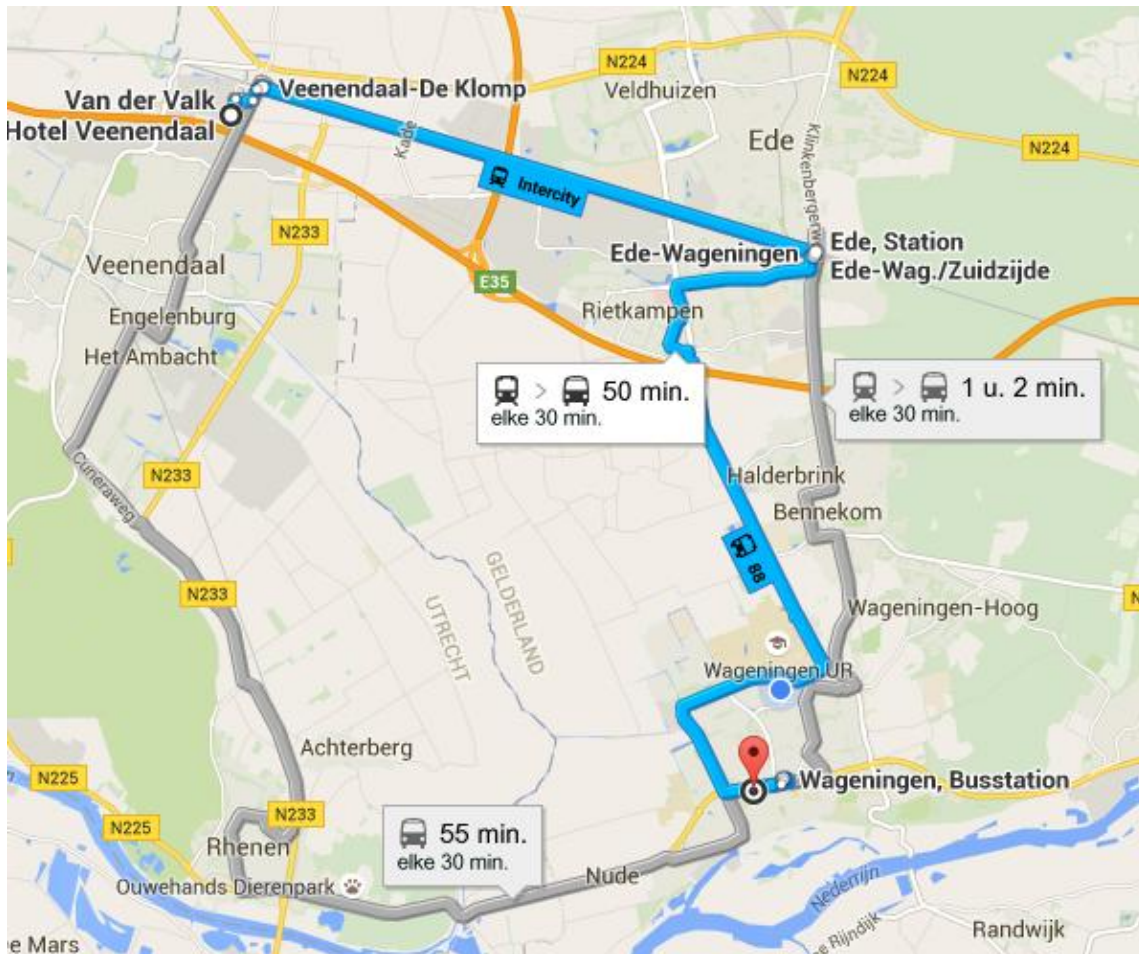 N224
N224
Veldhuizen
Veenendaal-De Klomp
Van der Valk
Hotel Veenendaal
Kade
Ede
N224
Intercity
N233
Ede, Station
Ede-Wageningen
Ede-Wag./Zuidzijde
Veenendaal
E35
Rietkampen
Engelenburg
Het Ambacht
50 min.
elke 30 min.
1 u. 2 min.
elke 30 min.
N233
Cuneraweg
Halderbrink
Bennekom
88
GELDERLAND
UTRECHT
N233
Wageningen-Hoog
Wageningen UR
Achterberg
N225
Wageningen, Busstation
N233
N225
Rhenen
55 min.
elke 30 min.
Nude
Ouwehands Dierenpark
Nederrijn
Randwijk
e Rijndijk
e Mars